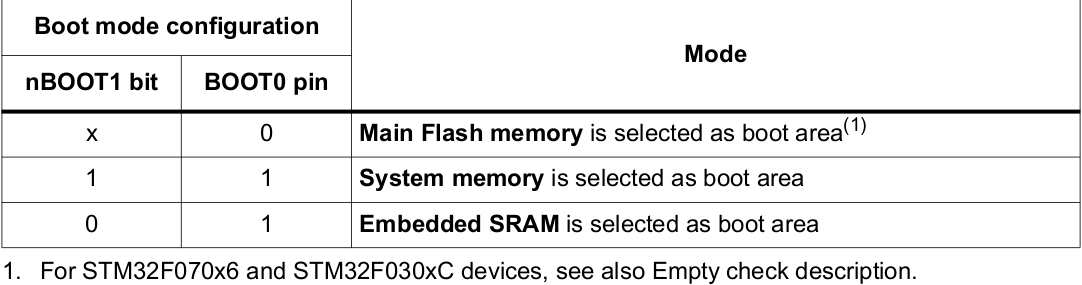 Boot mode configuration
Mode
nBOOT1 bit BOOT0 pin
x 0 Main Flash memory is selected as boot area(1)
1 1 System memory is selected as boot area
0 1 Embedded SRAM is selected as boot area
1. For STM32F070x6 and STM32F030xC devices, see also Empty check description.